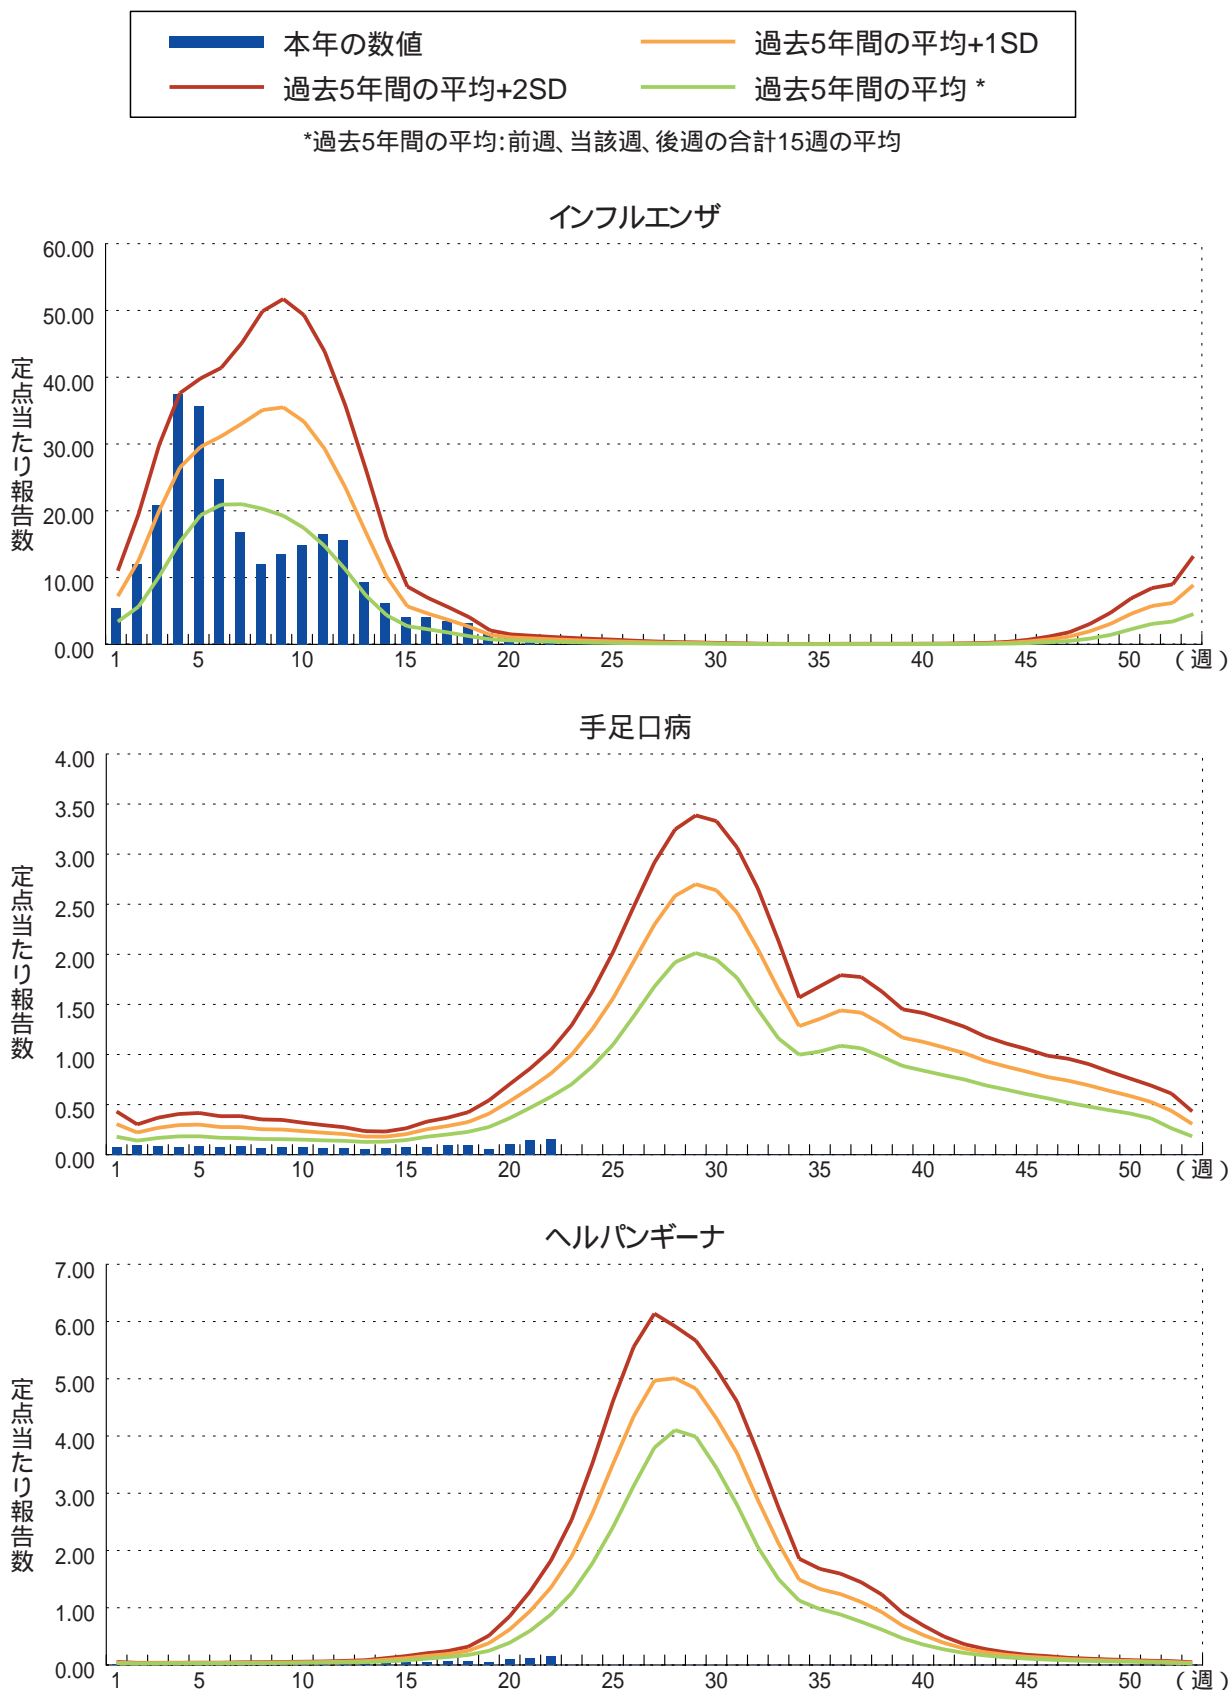 本年の数値
過去5年間の平均+1SD
過去5年間の平均+2SD
過去5年間の平均 *
*過去5年間の平均:前週、当該週、後週の合計15週の平均
インフルエンザ
定点当たり報告数
60.00
50.00
40.00
30.00
20.00
10.00
0.00
1 5 10 15 20 25 30 35 40 45 50 (週)
手足口病
定点当たり報告数
4.00
3.50
3.00
2.50
2.00
1.50
1.00
0.50
0.00
1 5 10 15 20 25 30 35 40 45 50 (週)
ヘルパンギーナ
定点当たり報告数
7.00
6.00
5.00
4.00
3.00
2.00
1.00
0.00
1 5 10 15 20 25 30 35 40 45 50 (週)